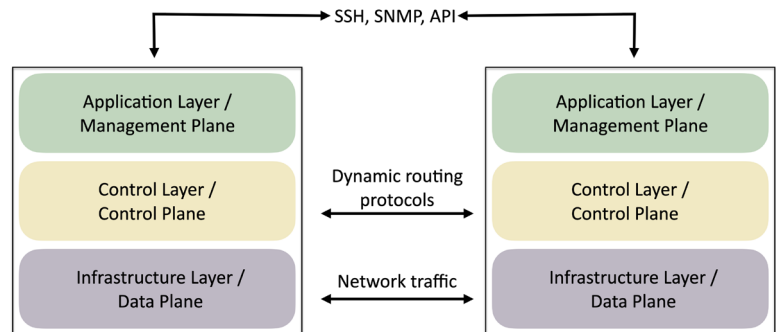 SSH, SNMP, API
Application Layer /
Management Plane
Control Layer /
Control Plane
Infrastructure Layer /
Data Plane
Dynamic routing
protocols
Network traffic
Application Layer /
Management Plane
Control Layer /
Control Plane
Infrastructure Layer /
Data Plane